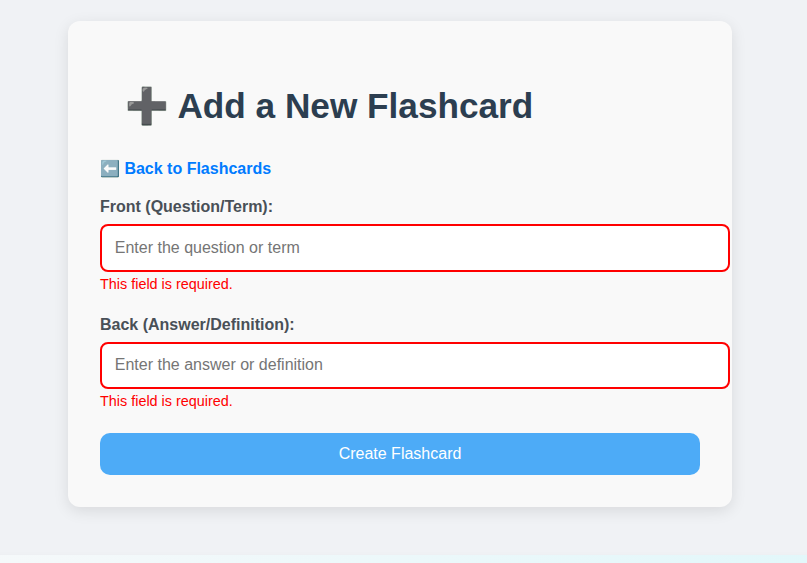 ➕ Add a New Flashcard
⬅️ Back to Flashcards
Front (Question/Term):
Enter the question or term
This field is required.
Back (Answer/Definition):
Enter the answer or definition
This field is required.
Create Flashcard